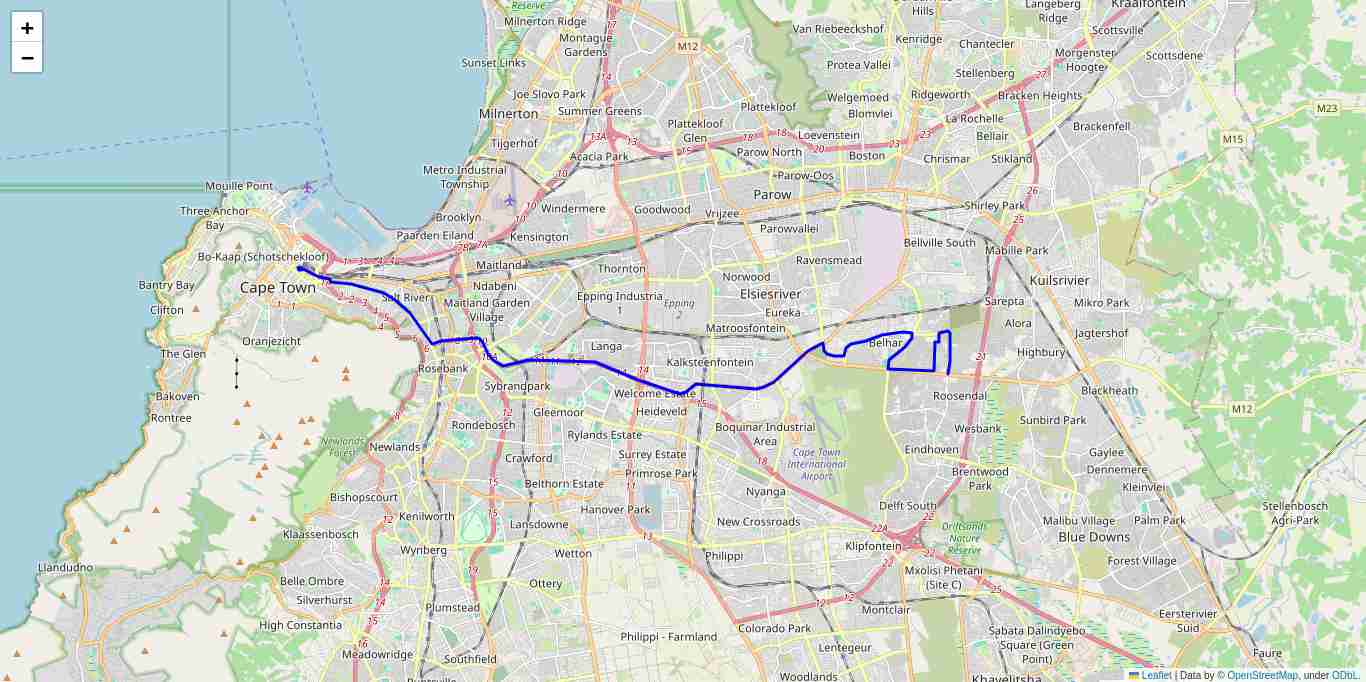 Reserve
Milnerton Ridge
Montague
Gardens
Sunset Links
Joe Slovo Park
Summer Greens
Milnerton
Tijgerhof
Acacia Park
Metro Industrial
Township
Mouille Point
Three Anchor
Bay
Brooklyn
Windermere
Goodwood
Vrijzee
Paarden Eiland
Kensington
Bo-Kaap (Schotschekloof)
Maitland
Thornton
Bantry Bay
Cape Town
Salt River
Ndabeni
Maitland Garden
Village
Epping Industria
1
Epping
2
Clifton
Oranjezicht
The Glen
Langa
Rosebank
Bakoven
Rontree
Sybrandpark
Kalksteenfontein
Matroosfontein
Welcome Estate
Gleemoor
Heideveld
Rondebosch
Rylands Estate
Newlands
Forest
Newlands
Crawford
Surrey Estate
Primrose Park
Belthorn Estate
Bishopscourt
Hanover Park
Kenilworth
Lansdowne
Klaassenbosch
Wynberg
Wetton
Llandudno
Belle Ombre
Silverhurst
Ottery
Plumstead
High Constantia
Meadowridge
Southfield
Philippi - Farmland
Philippi
New Crossroads
Nyanga
Boquinar Industrial
Area
Cape Town
International
Airport
Colorado Park
Lentegeur
Woodlands
Montclair
Klipfontein
Delft South
Mxolisi Phetani
(Site C)
Driftsands
Nature
Reserve
Sabata Dalindyebo
Square (Green
Point)
Khayelitsha
Eindhoven
Roosendal
Wesbank
Brentwood
Park
Belhar
Malibu Village
Blue Downs
Palm Park
Forest Village
Eersterivier
Suid
Faure
Stellenbosch
Agri-Park
Gaylee
Dennemere
Kleinvlei
Sunbird Park
Blackheath
Highbury
Jagtershof
Alora
Mikro Park
Sarepta
Kuilsrivier
Mabille Park
Shirley Park
Bellville South
Ravensmead
Parowvallei
Norwood
Elsiesriver
Eureka
Parow
Parow-Oos
Parow North
Plattekloof
Glen
Plattekloof
Loevenstein
Boston
Chrismar
Stikland
Bellair
La Rochelle
Brackenfell
Bracken Heights
Ridgeworth
Welgemoed
Blomvlei
Protea Vallei
Stellenberg
Chantecler
Kenridge
Van Riebeeckshof
Hills
Langeberg
Ridge
Kraaifontein
Scottsville
Morgenster
Hoogte
Scottsdene
M12
M23
M15
M12
+
−
Leaflet | Data by © OpenStreetMap, under ODbL.